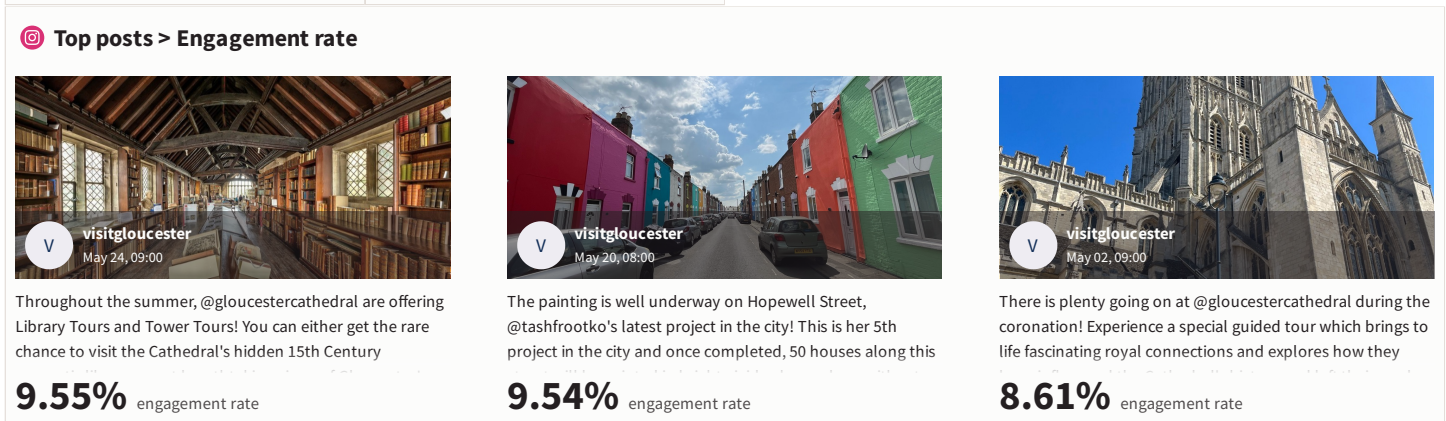 Top posts > Engagement rate
V
visitgloucester
May 24, 09:00
Throughout the summer, @gloucestercathedral are offering
Library Tours and Tower Tours! You can either get the rare
chance to visit the Cathedral's hidden 15th Century
9.55% engagement rate
V
visitgloucester
May 20, 08:00
The painting is well underway on Hopewell Street,
@tashfrootko's latest project in the city! This is her 5th
project in the city and once completed, 50 houses along this
9.54% engagement rate
V
visitgloucester
May 02, 09:00
There is plenty going on at @gloucestercathedral during the
coronation! Experience a special guided tour which brings to
life fascinating royal connections and explores how they
8.61% engagement rate